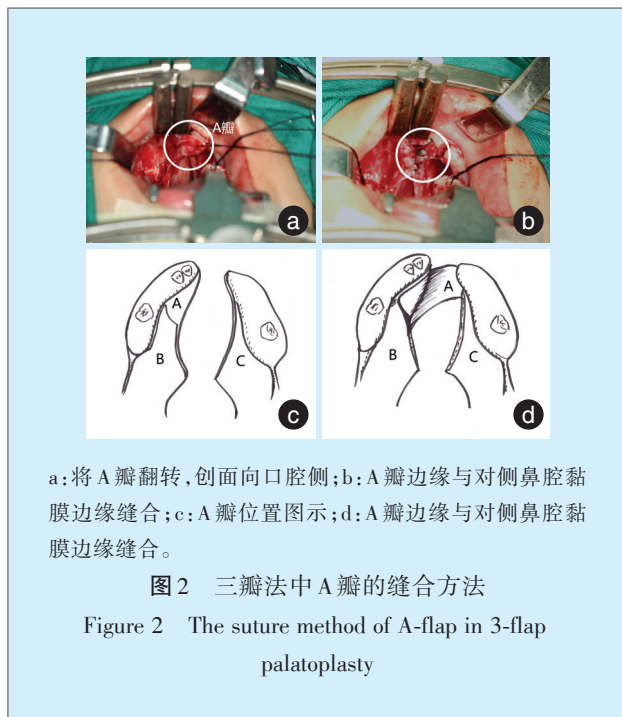 A瓣
a
b
A
B
C
c
A
B
C
d
a:将A瓣翻转,创面向口腔侧;b:A瓣边缘与对侧鼻腔黏
膜边缘缝合;c:A瓣位置图示;d:A瓣边缘与对侧鼻腔黏
膜边缘缝合。
图2 三瓣法中A瓣的缝合方法
Figure 2 The suture method of A-flap in 3-flap
palatoplasty